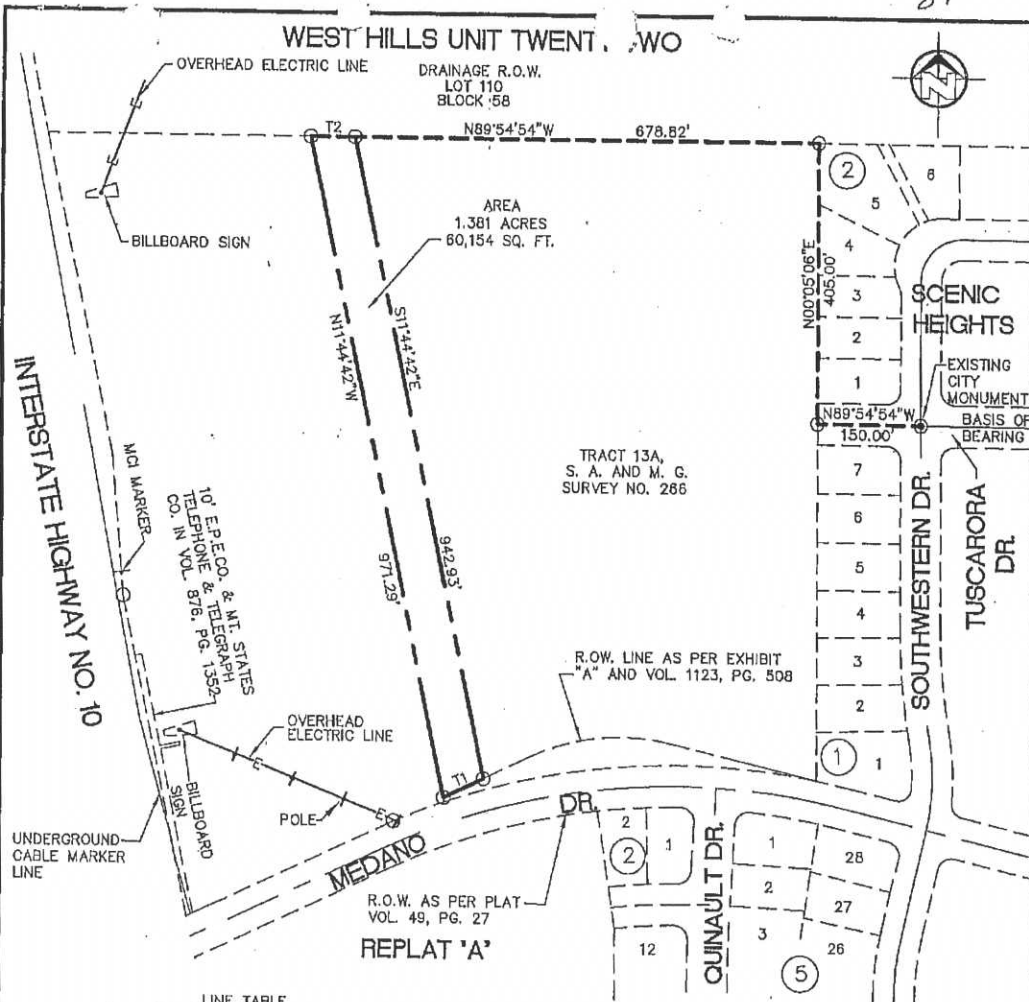 WEST HILLS UNIT TWENT WO
OVERHEAD ELECTRIC LINE
DRAINAGE R.O.W.
LOT 110
BLOCK 58
N
T2
N89°54'54"W
678.82'
2
6
5
AREA
1.381 ACRES
60,154 SQ. FT.
BILLBOARD SIGN
4
N00°05'06"E
405.00'
3
SCENIC
HEIGHTS
2
1
EXISTING
CITY
MONUMENT
N11°44'42"W
S11°44'42"E
N89°54'54"W
150.00'
BASIS OF
BEARING
INTERSTATE HIGHWAY NO. 10
MCI MARKER
10' E.P.E.CO. & MT. STATES
TELEPHONE & TELEGRAPH
CO. IN VOL. 876, PG. 1352
TRACT 13A,
S. A. AND M. G.
SURVEY NO. 266
7
6
5
4
3
2
SOUTHWESTERN DR.
TUSCARORA
DR.
971.29'
942.93'
R.O.W. LINE AS PER EXHIBIT
"A" AND VOL. 1123, PG. 508
OVERHEAD
ELECTRIC LINE
E
T1
1
1
BILLBOARD
SIGN
POLE
E
UNDERGROUND
CABLE MARKER
LINE
MEDANO
DR.
2
2
1
QUINAULT DR.
1
28
2
27
3
26
R.O.W. AS PER PLAT
VOL. 49, PG. 27
REPLAT 'A'
12
5
LINE TABLE